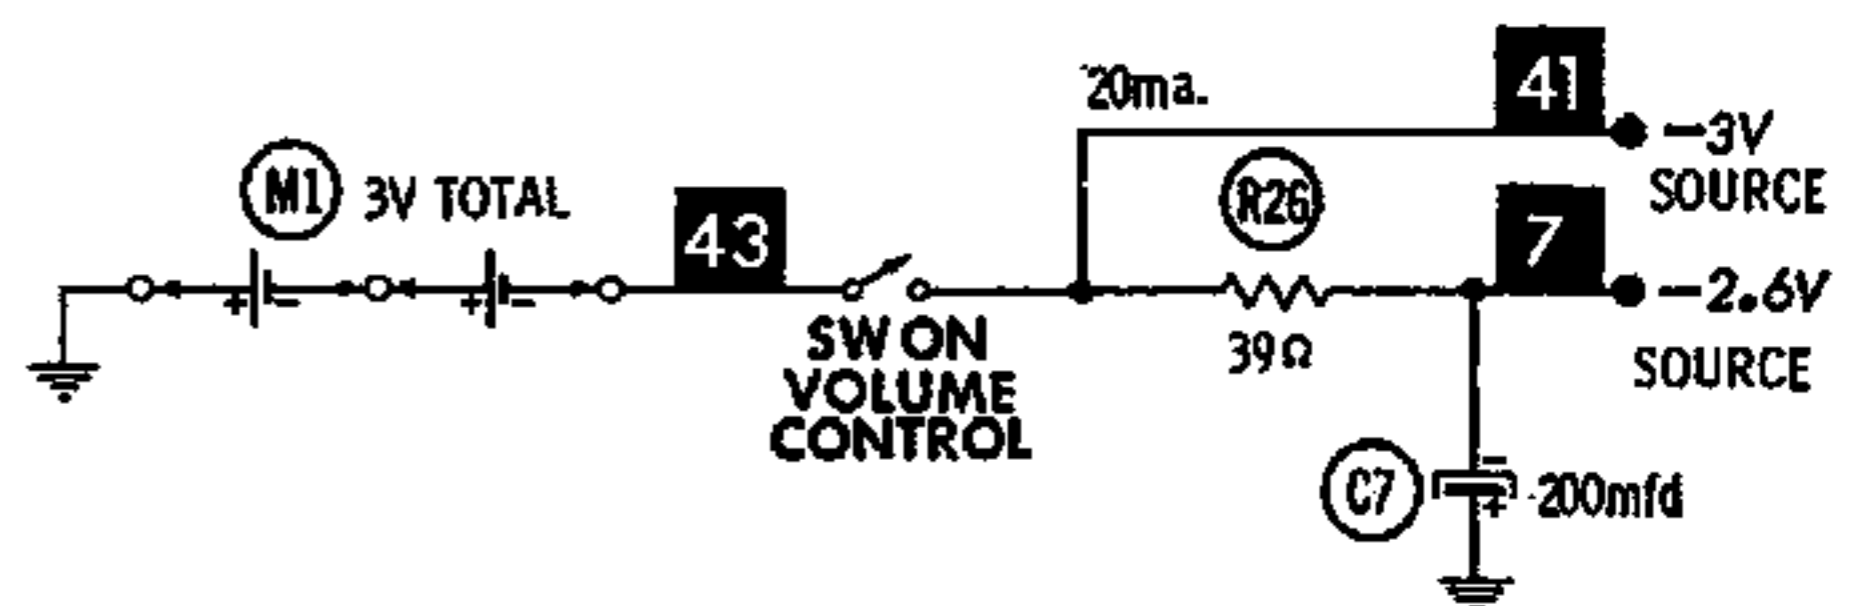 20ma.
41
-3V
SOURCE
M1
3V TOTAL
43
R26
7
-2.6V
SOURCE
+
-
+
-
SW ON
VOLUME
CONTROL
39Ω
C7
-
+
200mfd